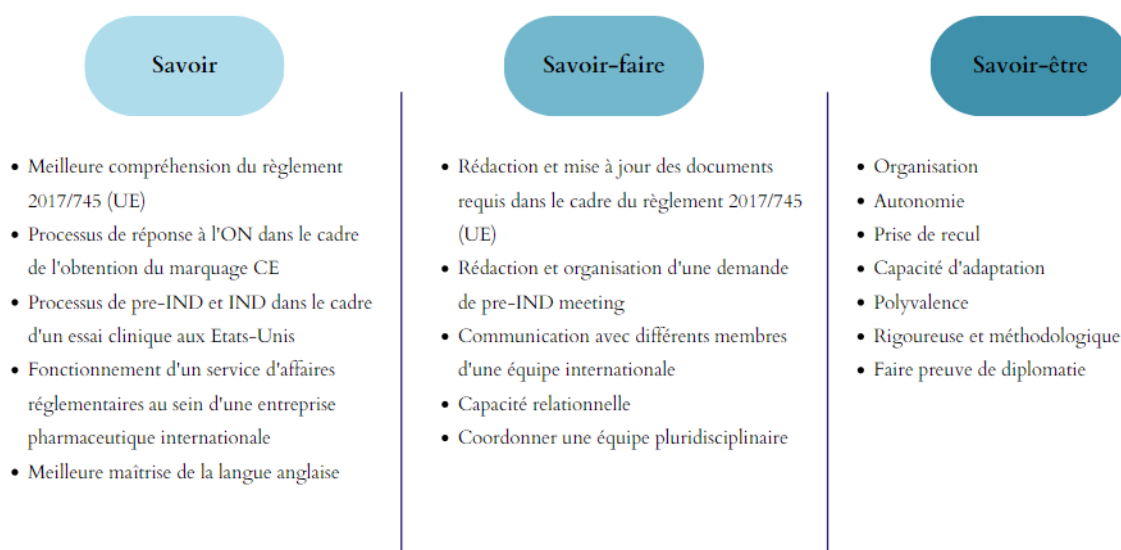 Savoir
• Meilleure compréhension du règlement
2017/745 (UE)
• Processus de réponse à l'ON dans le cadre
de l'obtention du marquage CE
• Processus de pre-IND et IND dans le cadre
d'un essai clinique aux Etats-Unis
• Fonctionnement d'un service d'affaires
réglementaires au sein d'une entreprise
pharmaceutique internationale
• Meilleure maîtrise de la langue anglaise
Savoir-faire
• Rédaction et mise à jour des documents
requis dans le cadre du règlement 2017/745
(UE)
• Rédaction et organisation d'une demande
de pre-IND meeting
• Communication avec différents membres
d'une équipe internationale
• Capacité relationnelle
• Coordonner une équipe pluridisciplinaire
Savoir-être
• Organisation
• Autonomie
• Prise de recul
• Capacité d'adaptation
• Polyvalence
• Rigoureuse et méthodologique
• Faire preuve de diplomatie